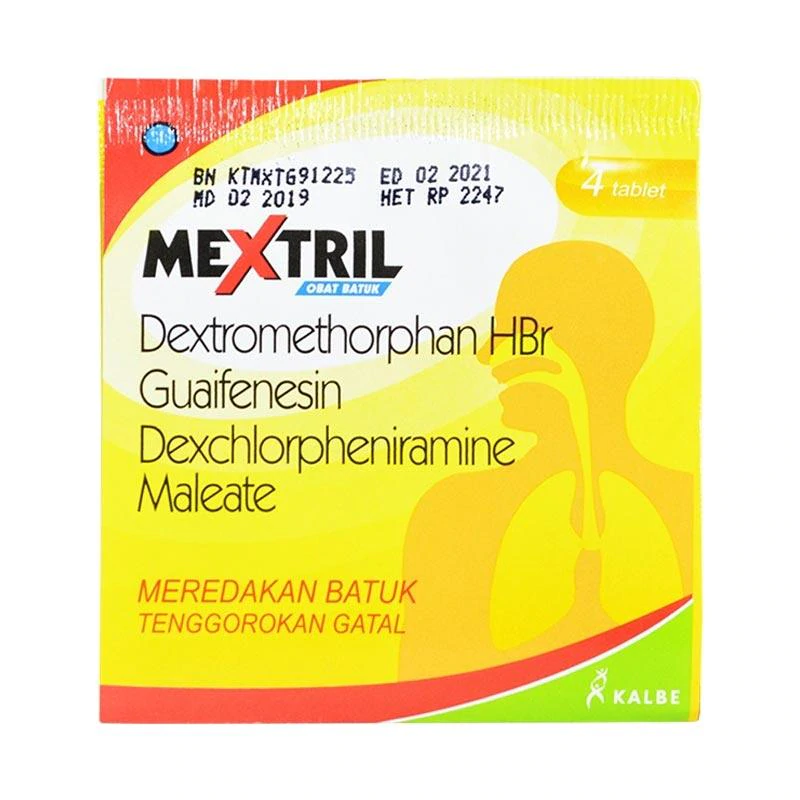 BN KTMXTG91225 ED 02 2021
MD 02 2019 HET RP 2247
4 tablet
MEXTRIL
OBAT BATUK
Dextromethorphan HBr
Guaifenesin
Dexchlorpheniramine
Maleate
MEREDAKAN BATUK
TENGGOROKAN GATAL
KALBE